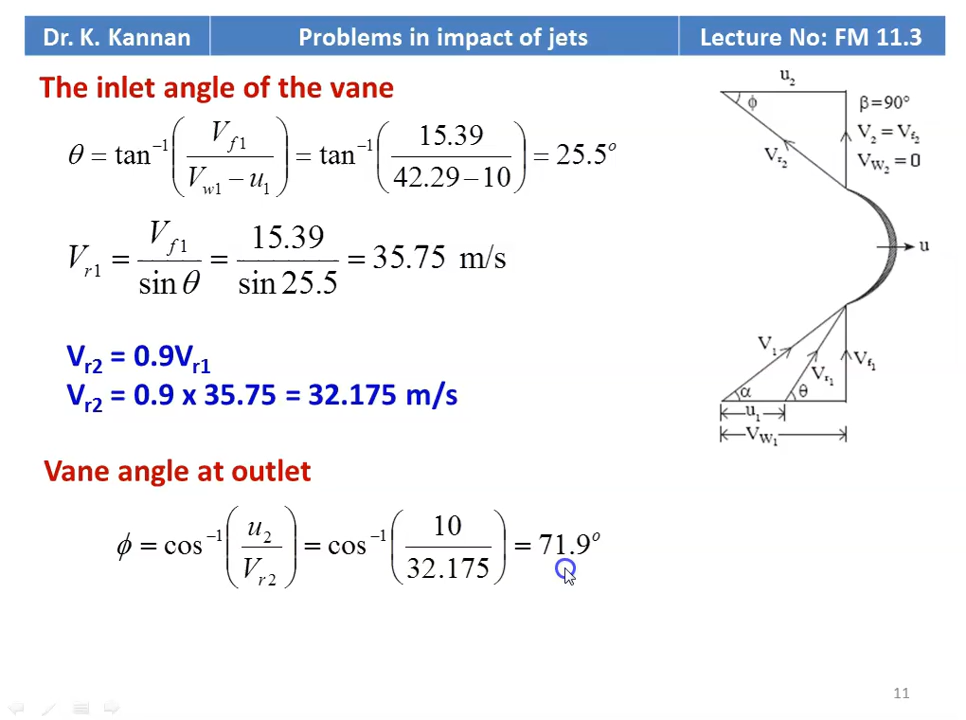 Dr. K. Kannan Problems in impact of jets Lecture No: FM 11.3
The inlet angle of the vane
θ = tan⁻¹ (V_f1 / (V_w1 − u_1)) = tan⁻¹ (15.39 / (42.29 − 10)) = 25.5°
V_r1 = V_f1 / sin θ = 15.39 / sin 25.5 = 35.75 m/s
V_r2 = 0.9V_r1
V_r2 = 0.9 x 35.75 = 32.175 m/s
Vane angle at outlet
φ = cos⁻¹ (u_2 / V_r2) = cos⁻¹ (10 / 32.175) = 71.9°
u_2
φ
β=90°
V_2 = V_f2
V_W2 = 0
V_r2
u
V_1
V_r1
V_f1
α
θ
u_1
V_W1
11